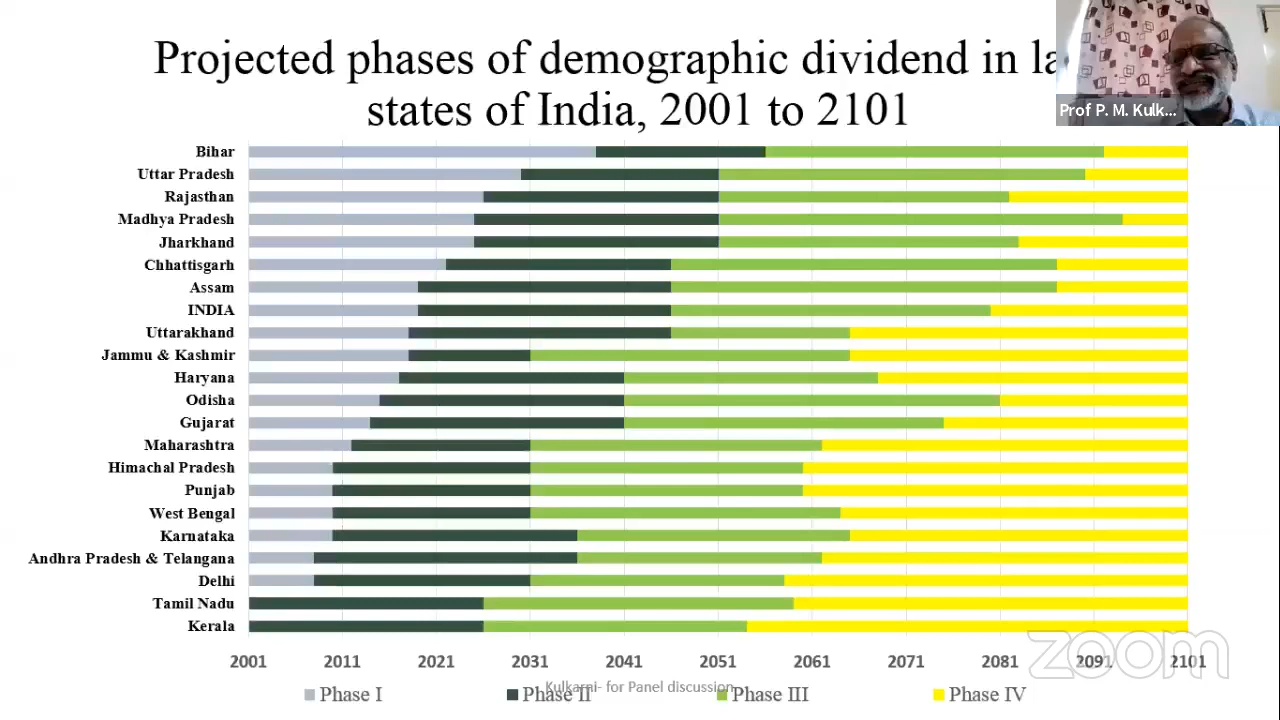 Projected phases of demographic dividend in la
states of India, 2001 to 2101
Prof P. M. Kulk...
Bihar
Uttar Pradesh
Rajasthan
Madhya Pradesh
Jharkhand
Chhattisgarh
Assam
INDIA
Uttarakhand
Jammu & Kashmir
Haryana
Odisha
Gujarat
Maharashtra
Himachal Pradesh
Punjab
West Bengal
Karnataka
Andhra Pradesh & Telangana
Delhi
Tamil Nadu
Kerala
2001 2011 2021 2031 2041 2051 2061 2071 2081 2091 2101
zoom
Kulkarni- for Panel discussion
Phase I Phase II Phase III Phase IV